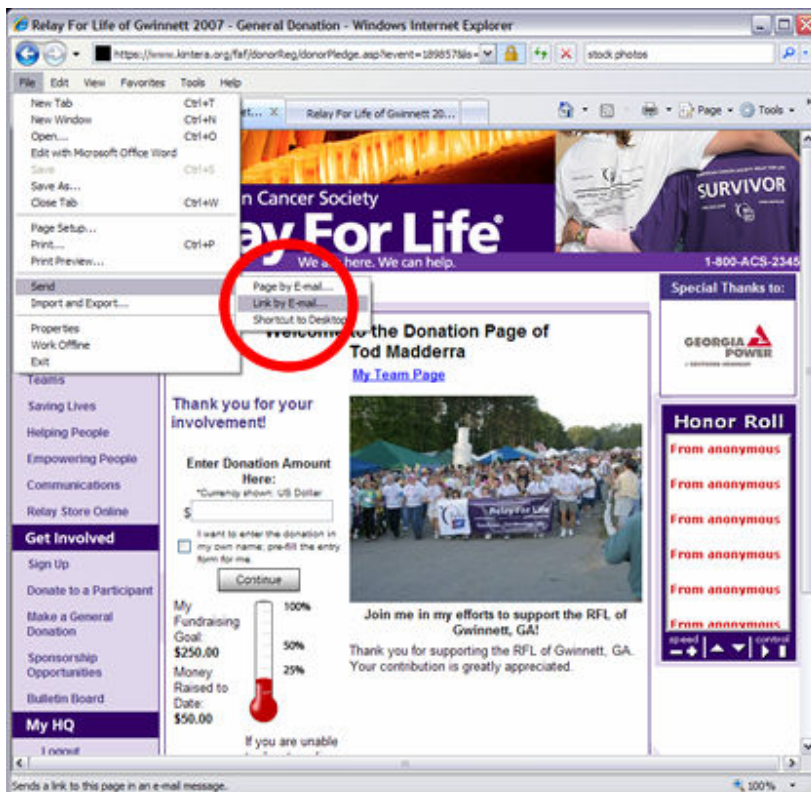 Relay For Life of Gwinnett 2007 - General Donation - Windows Internet Explorer
https://www.kintera.org/faf/donorReg/donorPledge.asp?ievent=189857&lis=
stock photos
File Edit View Favorites Tools Help
et... X Relay For Life of Gwinnett 20...
Page Tools
New Tab Ctrl+T
New Window Ctrl+N
Open... Ctrl+O
Edit with Microsoft Office Word
Save Ctrl+S
Save As...
Close Tab Ctrl+W
Page Setup...
Print... Ctrl+P
Print Preview...
Send
Import and Export...
Properties
Work Offline
Exit
Page by E-mail...
Link by E-mail...
Shortcut to Desktop
n Cancer Society
ay For Life®
We are here. We can help.
SURVIVOR
1-800-ACS-2345
Teams
Saving Lives
Helping People
Empowering People
Communications
Relay Store Online
Get Involved
Sign Up
Donate to a Participant
Make a General
Donation
Sponsorship
Opportunities
Bulletin Board
My HQ
Logout
Welcome to the Donation Page of
Tod Madderra
My Team Page
Thank you for your
involvement!
Enter Donation Amount
Here:
*Currency shown: US Dollar
$
I want to enter the donation in
my own name; pre-fill the entry
form for me.
Continue
My
Fundraising
Goal:
$250.00
Money
Raised to
Date:
$50.00
100%
50%
25%
If you are unable
Relay For Life
Join me in my efforts to support the RFL of
Gwinnett, GA!
Thank you for supporting the RFL of Gwinnett, GA.
Your contribution is greatly appreciated.
Special Thanks to:
GEORGIA
POWER
Honor Roll
From anonymous
From anonymous
From anonymous
From anonymous
From anonymous
From anonymous
speed control
Sends a link to this page in an e-mail message.
100%